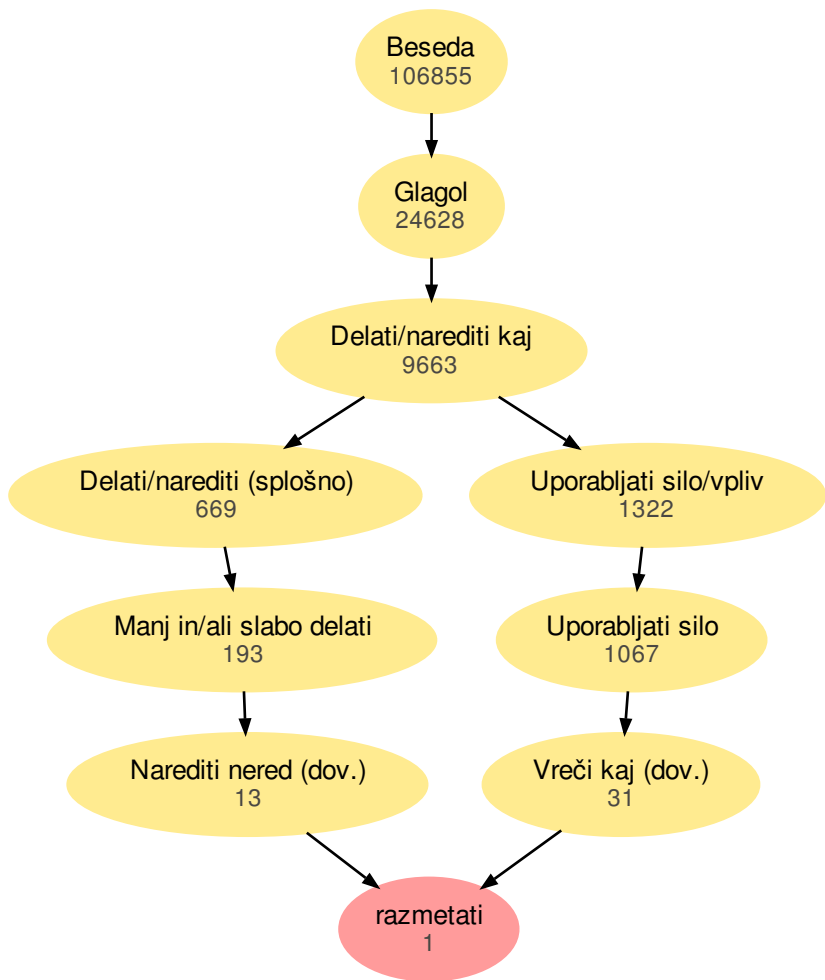 Beseda
106855
Glagol
24628
Delati/narediti kaj
9663
Delati/narediti (splošno)
669
Uporabljati silo/vpliv
1322
Manj in/ali slabo delati
193
Uporabljati silo
1067
Narediti nered (dov.)
13
Vreči kaj (dov.)
31
razmetati
1